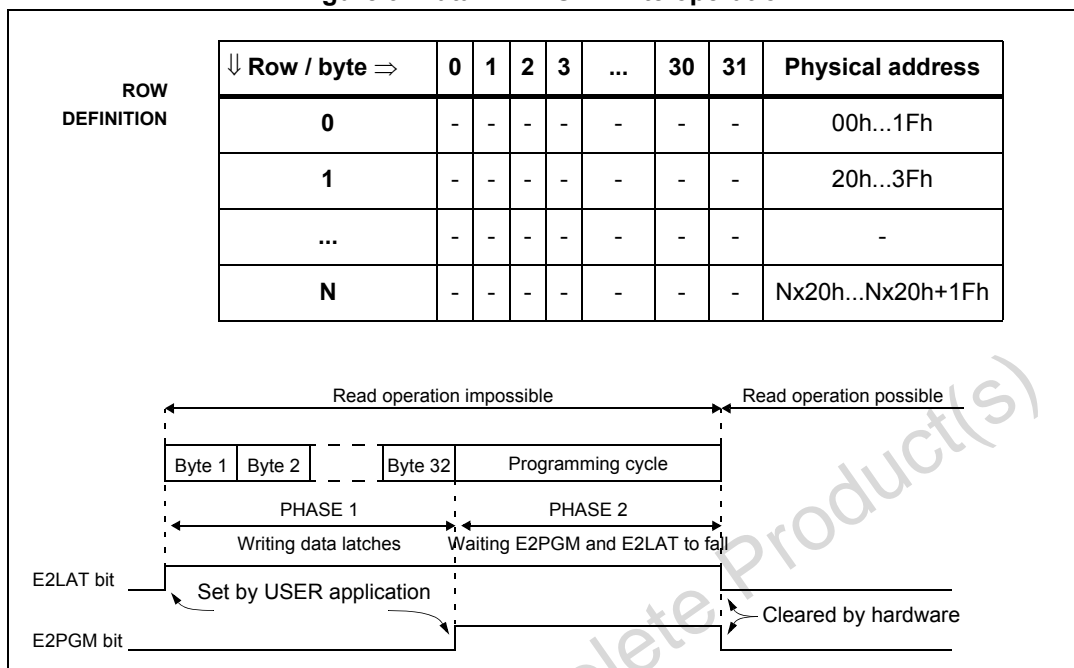 ⇓ Row / byte ⇒ 0 1 2 3 ... 30 31 Physical address
ROW
DEFINITION
0 - - - - - - - 00h...1Fh
1 - - - - - - - 20h...3Fh
... - - - - - - - -
N - - - - - - - Nx20h...Nx20h+1Fh
Read operation impossible Read operation possible
Byte 1 Byte 2 Byte 32 Programming cycle
PHASE 1 PHASE 2
Writing data latches Waiting E2PGM and E2LAT to fall
E2LAT bit
Set by USER application
Cleared by hardware
E2PGM bit
Product(s)